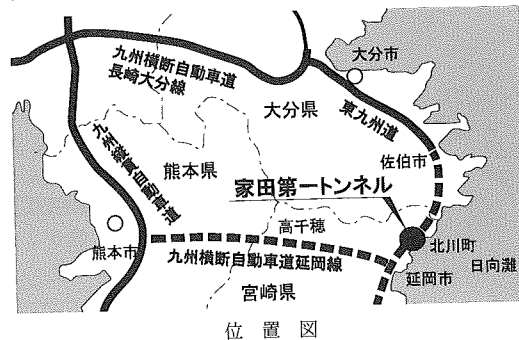 九州横断自動車道
長崎大分線
大分市
大分県
東九州道
九州縦貫自動車道
熊本県
佐伯市
家田第一トンネル
高千穂
熊本市
北川町
九州横断自動車道延岡線
延岡市
日向灘
宮崎県
位置図